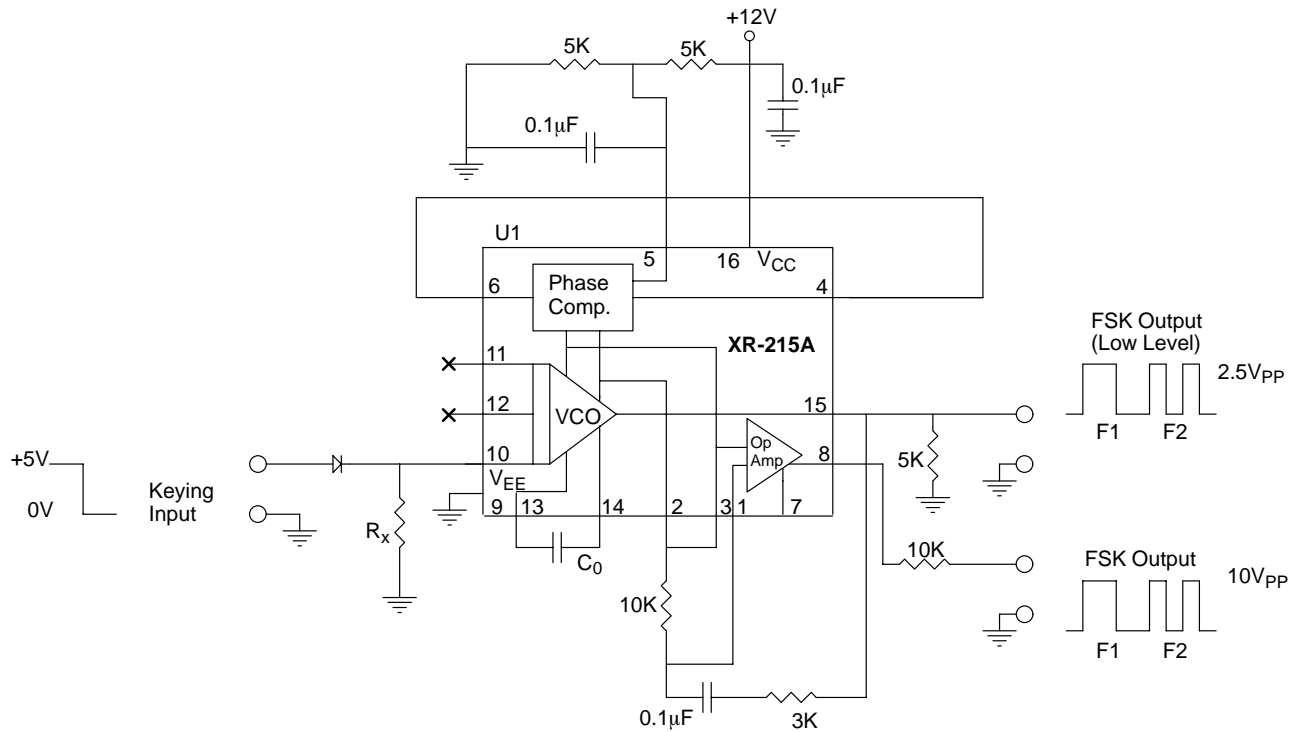 +12V
5K
5K
0.1μF
0.1μF
U1
5
16
VCC
6
Phase
Comp.
4
XR-215A
FSK Output
(Low Level)
2.5VPP
11
12
VCO
15
F1
F2
Op
Amp
8
5K
+5V
0V
Keying
Input
10
VEE
9
13
14
2
3
1
7
RX
C0
10K
10K
FSK Output
10VPP
F1
F2
0.1μF
3K